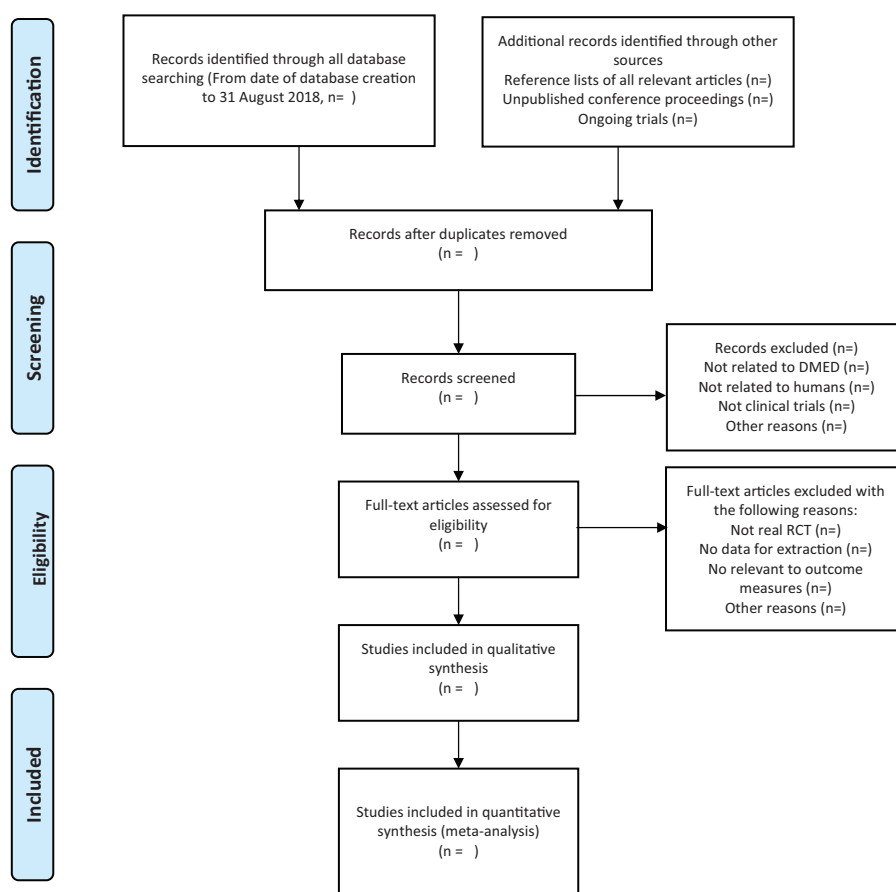 Identification
Records identified through all database
searching (From date of database creation
to 31 August 2018, n= )
Additional records identified through other
sources
Reference lists of all relevant articles (n=)
Unpublished conference proceedings (n=)
Ongoing trials (n=)
Records after duplicates removed
(n = )
Screening
Records screened
(n = )
Records excluded (n=)
Not related to DMED (n=)
Not related to humans (n=)
Not clinical trials (n=)
Other reasons (n=)
Eligibility
Full-text articles assessed for
eligibility
(n = )
Full-text articles excluded with
the following reasons:
Not real RCT (n=)
No data for extraction (n=)
No relevant to outcome
measures (n=)
Other reasons (n=)
Studies included in qualitative
synthesis
(n = )
Included
Studies included in quantitative
synthesis (meta-analysis)
(n = )